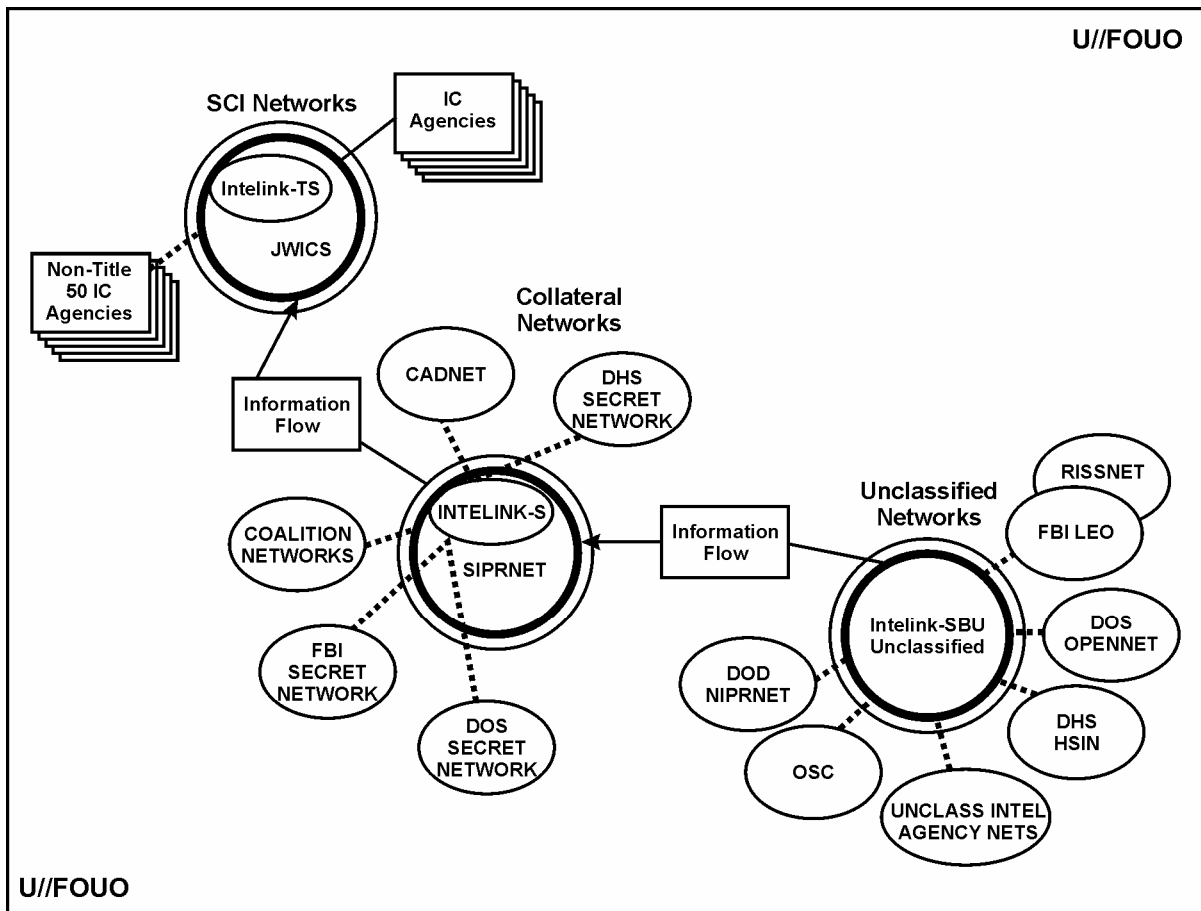 U//FOUO
SCI Networks
IC
Agencies
Intelink-TS
JWICS
Non-Title
50 IC
Agencies
Information
Flow
Collateral
Networks
CADNET
DHS
SECRET
NETWORK
INTELINK-S
SIPRNET
COALITION
NETWORKS
FBI
SECRET
NETWORK
DOS
SECRET
NETWORK
Information
Flow
Unclassified
Networks
RISSNET
FBI LEO
Intelink-SBU
Unclassified
DOS
OPENNET
DOD
NIPRNET
DHS
HSIN
OSC
UNCLASS INTEL
AGENCY NETS
U//FOUO